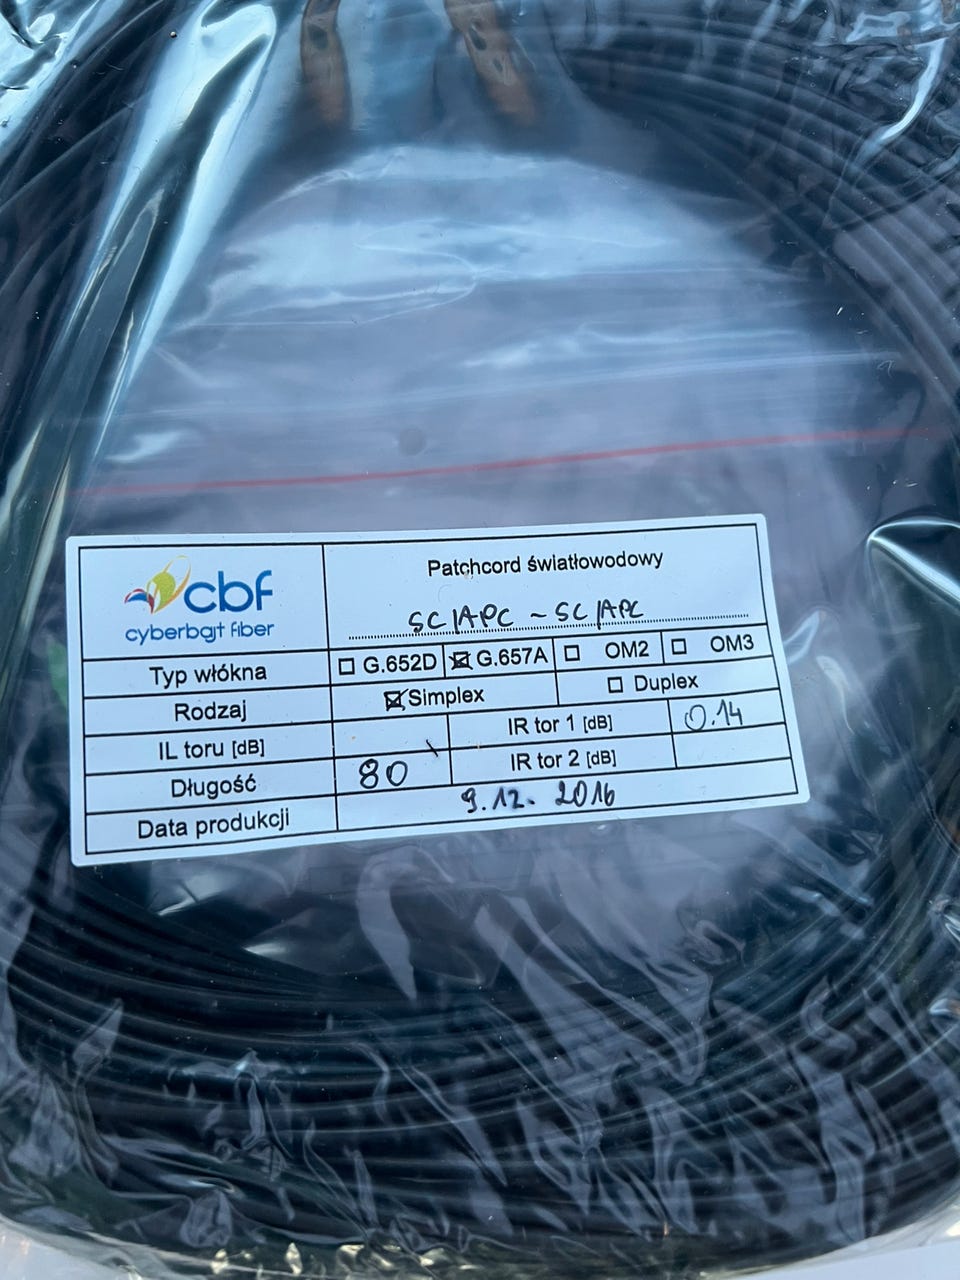 cbf
cyberbajt fiber
Patchcord światłowodowy
SC/APC - SC/APC
Typ włókna ☐ G.652D ☒ G.657A ☐ OM2 ☐ OM3
Rodzaj ☒ Simplex ☐ Duplex
IL toru [dB] IR tor 1 [dB] 0.14
Długość 80 IR tor 2 [dB]
Data produkcji 9.12.2016